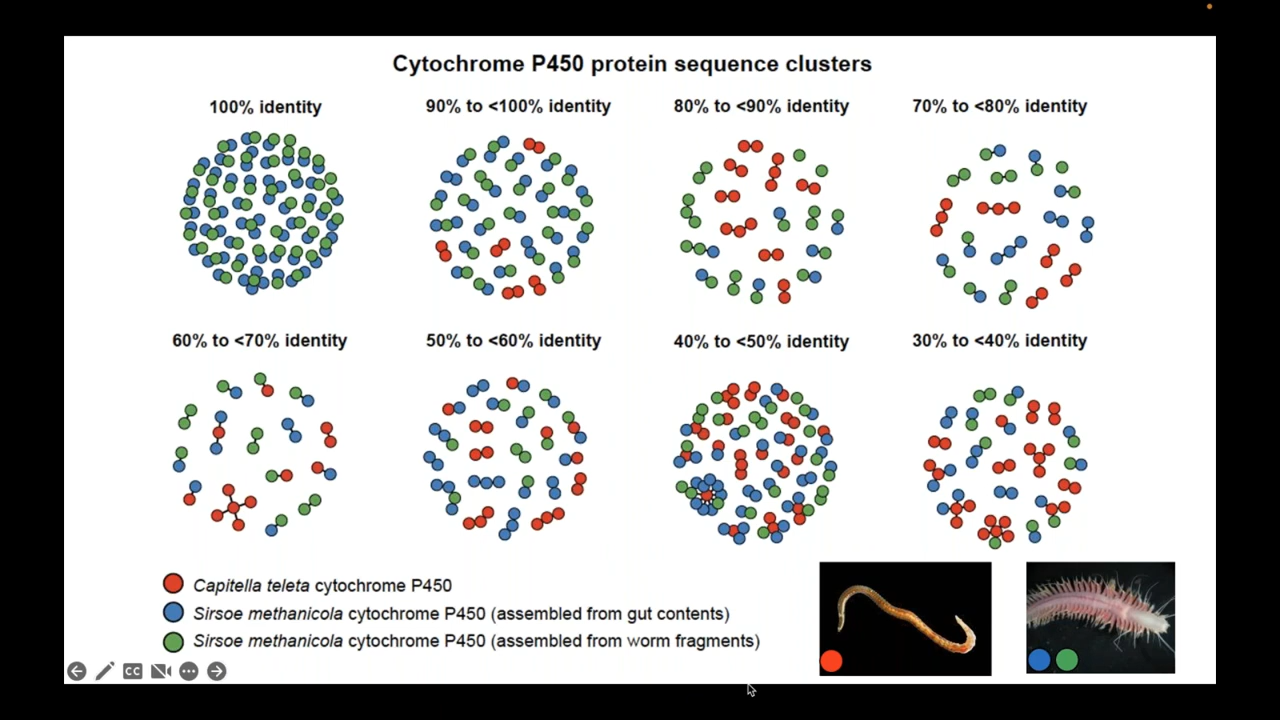 Cytochrome P450 protein sequence clusters
100% identity
90% to <100% identity
80% to <90% identity
70% to <80% identity
60% to <70% identity
50% to <60% identity
40% to <50% identity
30% to <40% identity
Capitella teleta cytochrome P450
Sirsoe methanicola cytochrome P450 (assembled from gut contents)
Sirsoe methanicola cytochrome P450 (assembled from worm fragments)
CC